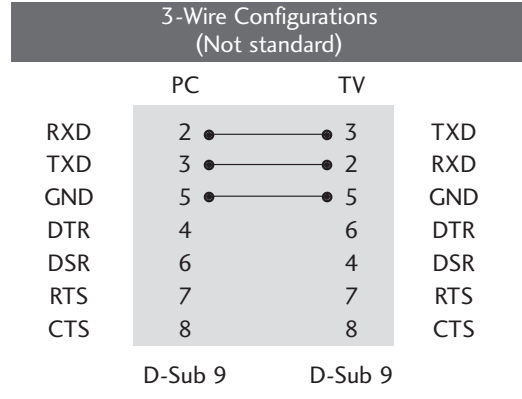 3-Wire Configurations
(Not standard)
PC TV
RXD 2 3 TXD
TXD 3 2 RXD
GND 5 5 GND
DTR 4 6 DTR
DSR 6 4 DSR
RTS 7 7 RTS
CTS 8 8 CTS
D-Sub 9 D-Sub 9